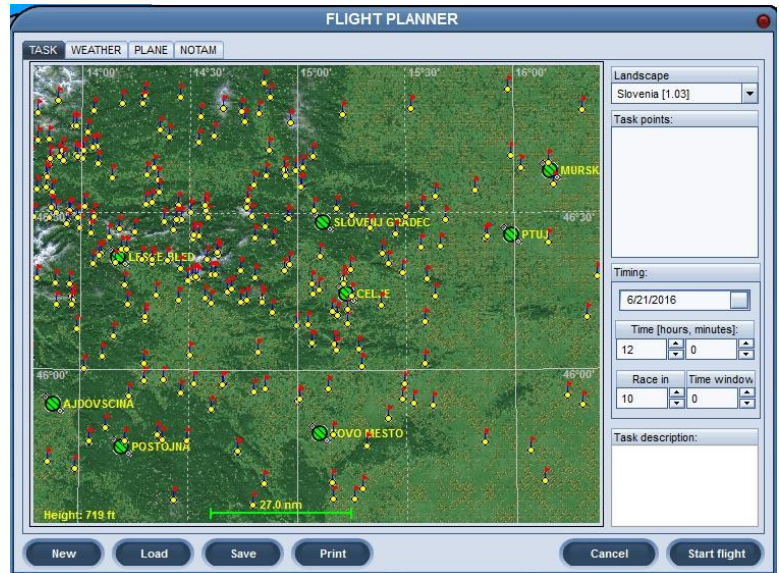 FLIGHT PLANNER
TASK WEATHER PLANE NOTAM
14°00' 14°30' 15°00' 15°30' 16°00'
Landscape
Slovenia [1.03]
Task points:
MURSK
46°30' 46°30'
SLOVENJ GRADEC
PTUJ
LESCE BLED
CELJE
Timing:
6/21/2016
Time [hours, minutes]:
12 0
46°00' 46°00'
Race in Time window
10 0
AJDOVSCINA
NOVO MESTO
POSTOJNA
Task description:
27.0 nm
Height: 719 ft
New Load Save Print Cancel Start flight